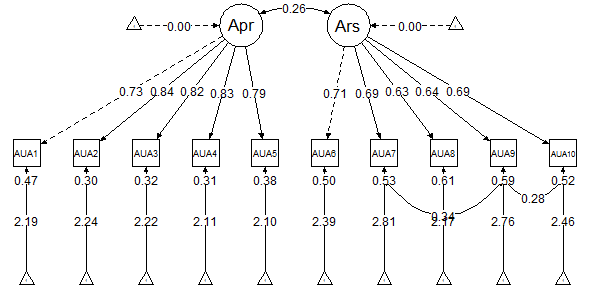 0.26
0.00 Apr Ars 0.00
0.73 0.84 0.82 0.83 0.79 0.71 0.69 0.63 0.64 0.69
AUA1 AUA2 AUA3 AUA4 AUA5 AUA6 AUA7 AUA8 AUA9 AUA10
0.47 0.30 0.32 0.31 0.38 0.50 0.53 0.61 0.59 0.52
0.28
0.34
2.19 2.24 2.22 2.11 2.10 2.39 2.81 2.17 2.76 2.46